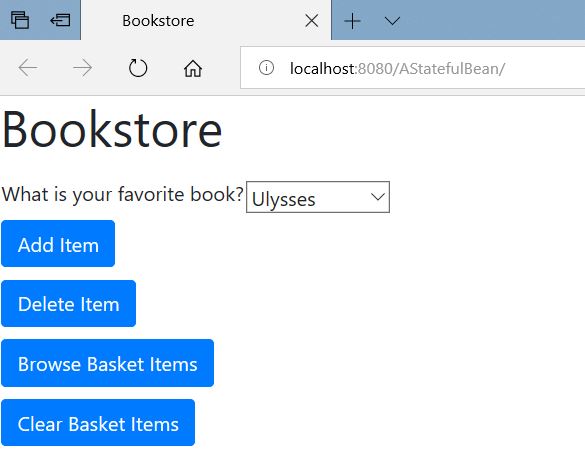 Bookstore
localhost:8080/AStatefulBean/
Bookstore
What is your favorite book? Ulysses
Add Item
Delete Item
Browse Basket Items
Clear Basket Items